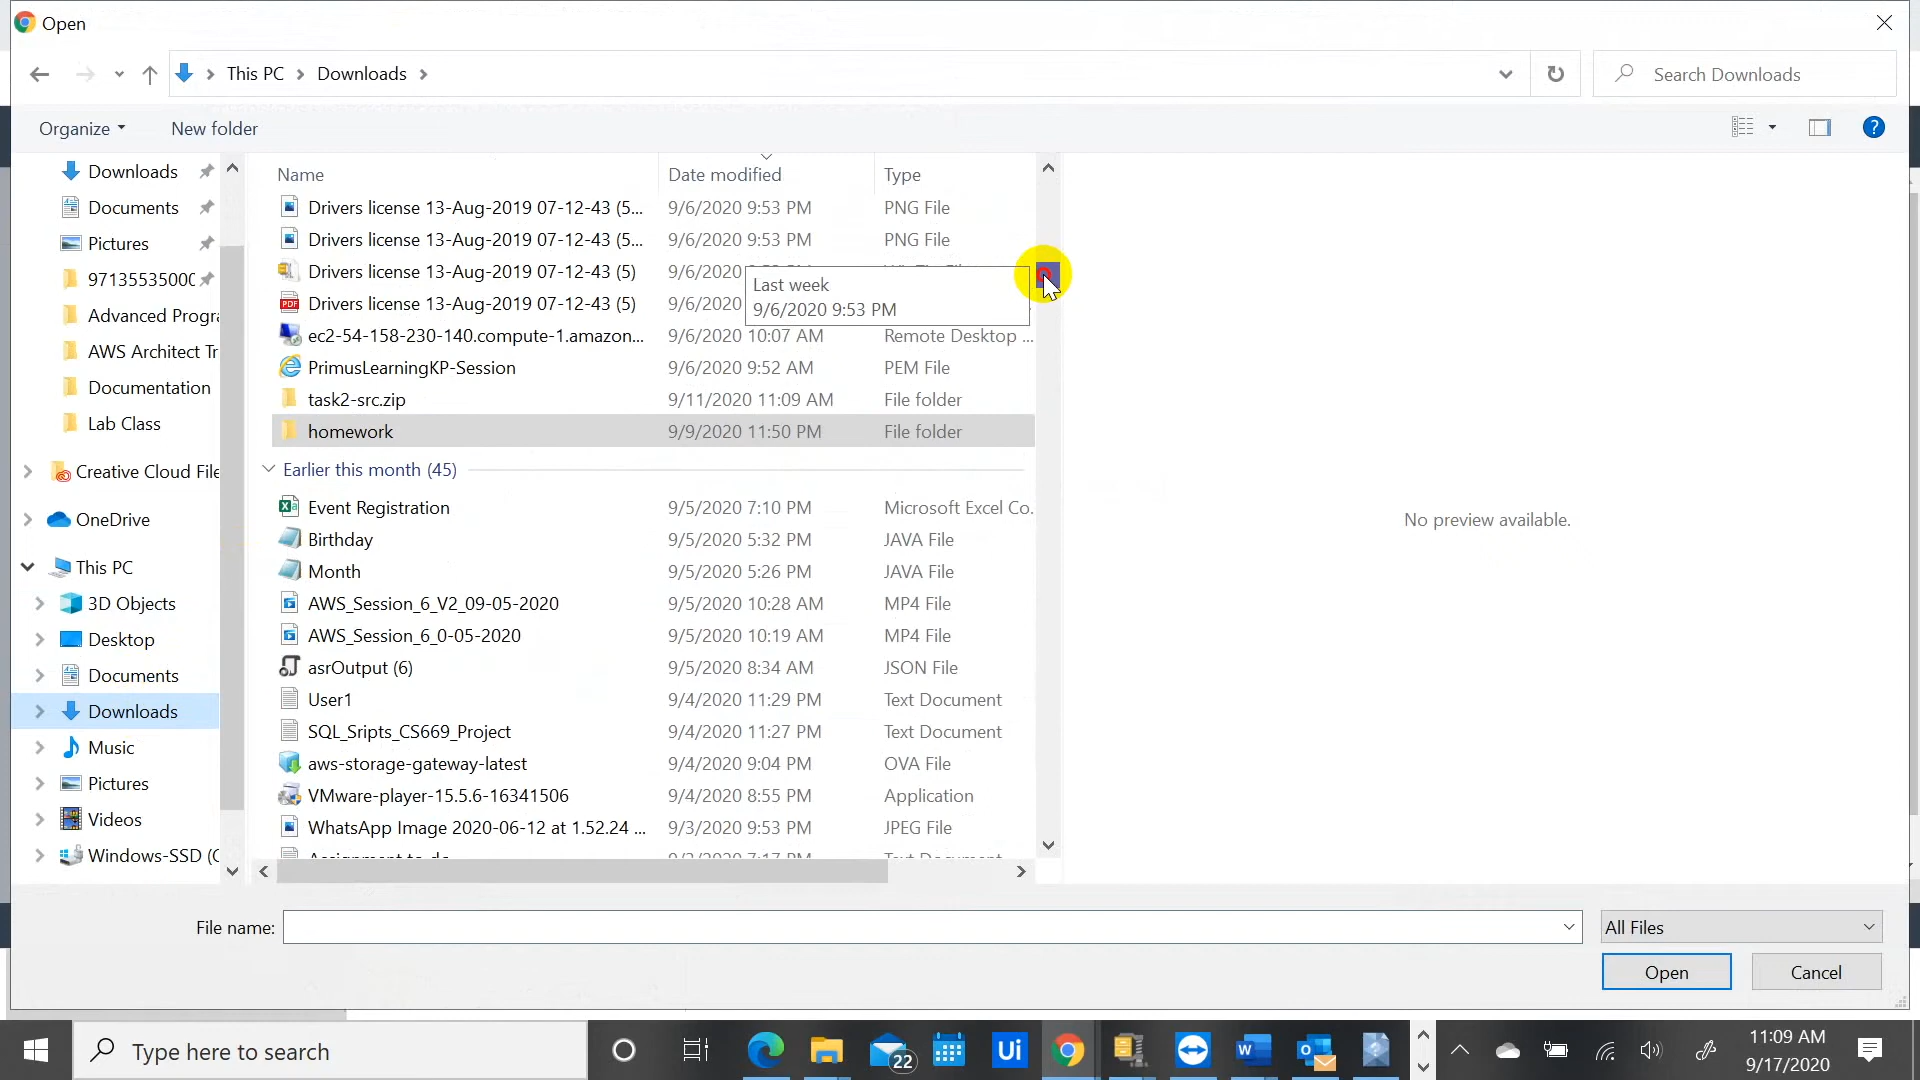 Open
This PC
Downloads
Search Downloads
Organize
New folder
?
Downloads
Documents
Pictures
9713553500
Advanced Progr
AWS Architect Tr
Documentation
Lab Class
Creative Cloud File
OneDrive
This PC
3D Objects
Desktop
Documents
Downloads
Music
Pictures
Videos
Windows-SSD (C
Name Date modified Type
Drivers license 13-Aug-2019 07-12-43 (5... 9/6/2020 9:53 PM PNG File
Drivers license 13-Aug-2019 07-12-43 (5... 9/6/2020 9:53 PM PNG File
Drivers license 13-Aug-2019 07-12-43 (5) 9/6/2020
Drivers license 13-Aug-2019 07-12-43 (5) 9/6/2020
PDF
Last week
9/6/2020 9:53 PM
ec2-54-158-230-140.compute-1.amazon... 9/6/2020 10:07 AM Remote Desktop ...
PrimusLearningKP-Session 9/6/2020 9:52 AM PEM File
task2-src.zip 9/11/2020 11:09 AM File folder
homework 9/9/2020 11:50 PM File folder
Earlier this month (45)
Event Registration 9/5/2020 7:10 PM Microsoft Excel Co.
Birthday 9/5/2020 5:32 PM JAVA File
Month 9/5/2020 5:26 PM JAVA File
AWS_Session_6_V2_09-05-2020 9/5/2020 10:28 AM MP4 File
AWS_Session_6_0-05-2020 9/5/2020 10:19 AM MP4 File
asrOutput (6) 9/5/2020 8:34 AM JSON File
User1 9/4/2020 11:29 PM Text Document
SQL_Sripts_CS669_Project 9/4/2020 11:27 PM Text Document
aws-storage-gateway-latest 9/4/2020 9:04 PM OVA File
VMware-player-15.5.6-16341506 9/4/2020 8:55 PM Application
WhatsApp Image 2020-06-12 at 1.52.24 ... 9/3/2020 9:53 PM JPEG File
No preview available.
File name:
All Files
Open
Cancel
Type here to search
22
Ui
W
11:09 AM
9/17/2020